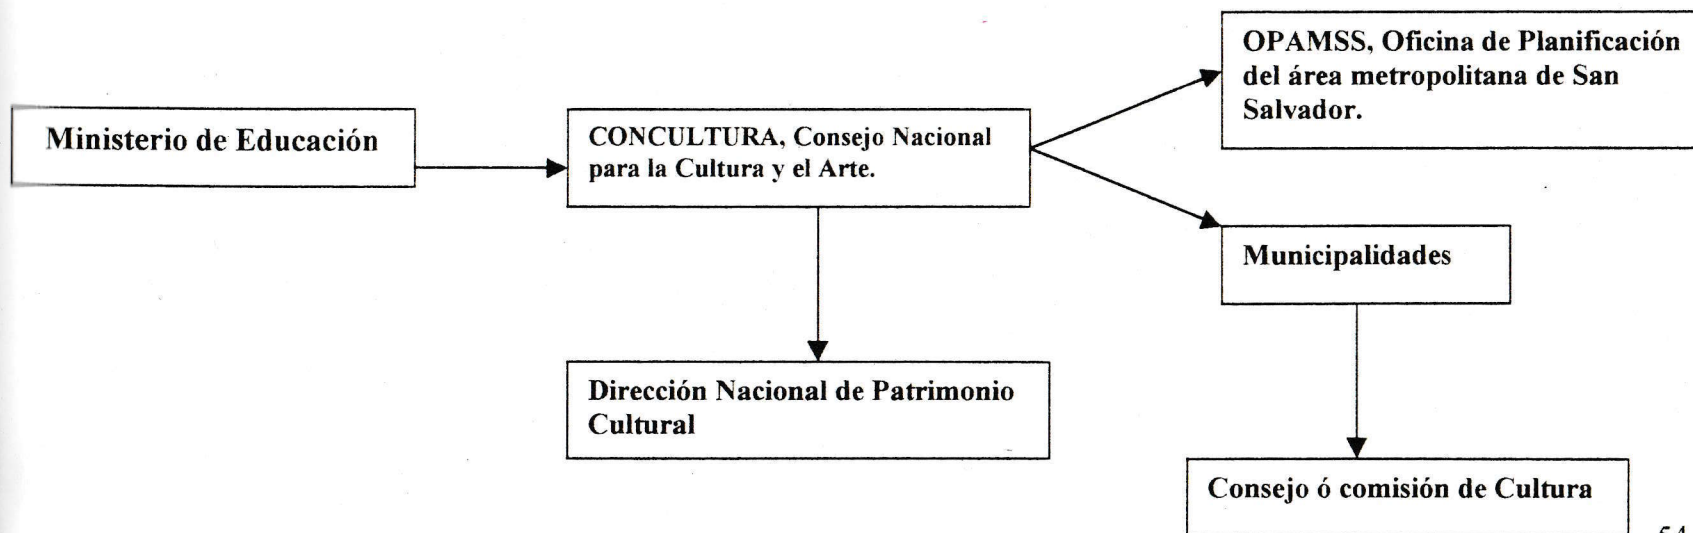 Ministerio de Educación
CONCULTURA, Consejo Nacional
para la Cultura y el Arte.
OPAMSS, Oficina de Planificación
del área metropolitana de San
Salvador.
Municipalidades
Dirección Nacional de Patrimonio
Cultural
Consejo ó comisión de Cultura